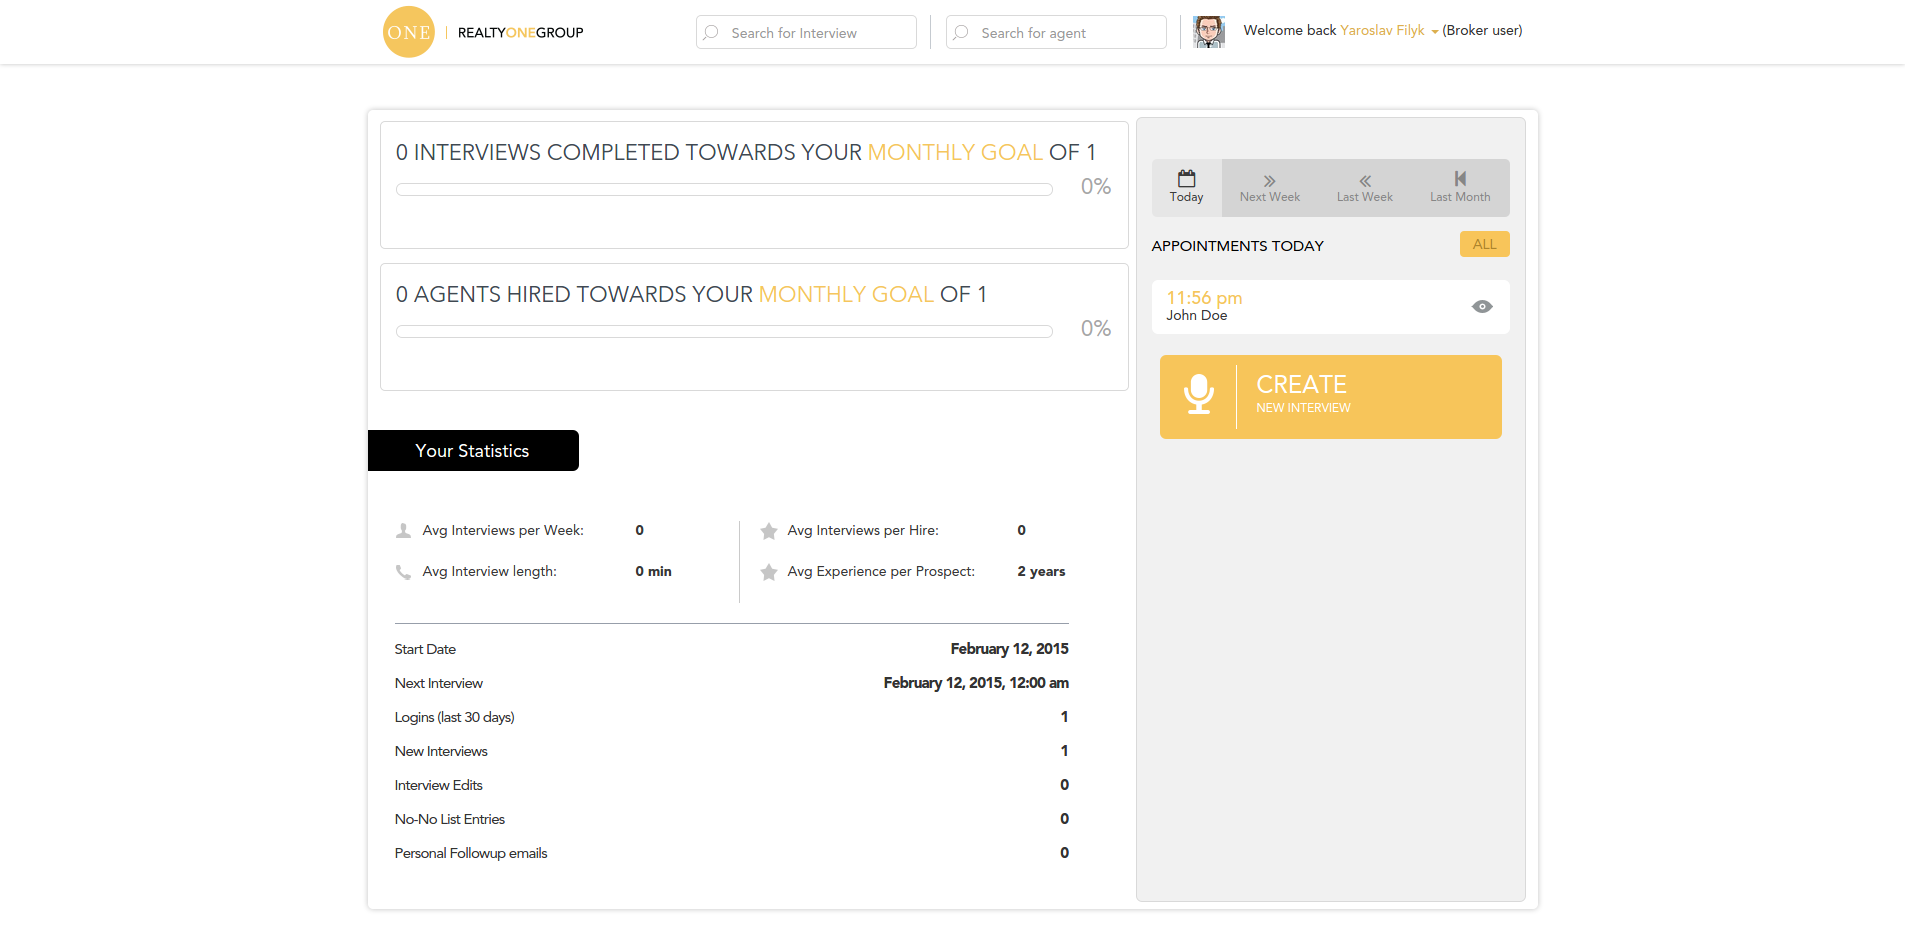 ONE | REALTYONEGROUP
Search for Interview
Search for agent
Welcome back Yaroslav Filyk (Broker user)
0 INTERVIEWS COMPLETED TOWARDS YOUR MONTHLY GOAL OF 1
0%
0 AGENTS HIRED TOWARDS YOUR MONTHLY GOAL OF 1
0%
Your Statistics
Avg Interviews per Week: 0
Avg Interviews per Hire: 0
Avg Interview length: 0 min
Avg Experience per Prospect: 2 years
Start Date February 12, 2015
Next Interview February 12, 2015, 12:00 am
Logins (last 30 days) 1
New Interviews 1
Interview Edits 0
No-No List Entries 0
Personal Followup emails 0
Today Next Week Last Week Last Month
APPOINTMENTS TODAY ALL
11:56 pm
John Doe
CREATE
NEW INTERVIEW